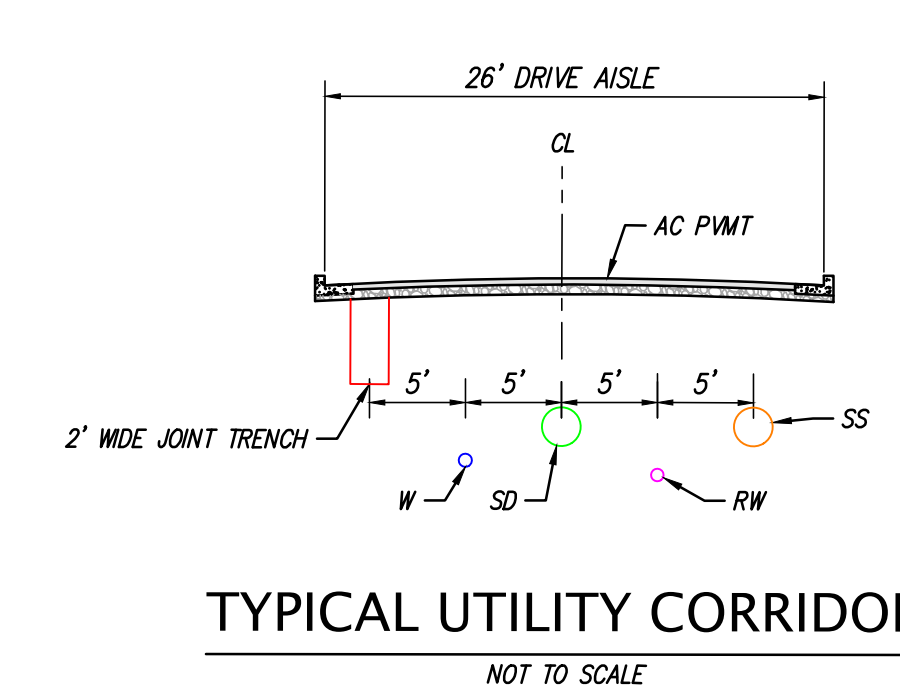 26' DRIVE AISLE
CL
AC PVMT
5' 5' 5' 5'
2' WIDE JOINT TRENCH
SS
W
SD
RW
TYPICAL UTILITY CORRIDO
NOT TO SCALE